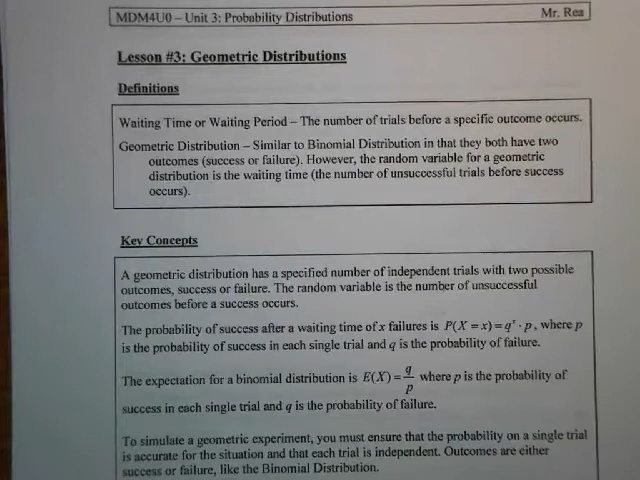 MDM4U0 – Unit 3: Probability Distributions Mr. Rea
Lesson #3: Geometric Distributions
Definitions
Waiting Time or Waiting Period – The number of trials before a specific outcome occurs.
Geometric Distribution – Similar to Binomial Distribution in that they both have two
outcomes (success or failure). However, the random variable for a geometric
distribution is the waiting time (the number of unsuccessful trials before success
occurs).
Key Concepts
A geometric distribution has a specified number of independent trials with two possible
outcomes, success or failure. The random variable is the number of unsuccessful
outcomes before a success occurs.
The probability of success after a waiting time of x failures is P(X = x) = qˣ · p, where p
is the probability of success in each single trial and q is the probability of failure.
The expectation for a binomial distribution is E(X) = q/p where p is the probability of
success in each single trial and q is the probability of failure.
To simulate a geometric experiment, you must ensure that the probability on a single trial
is accurate for the situation and that each trial is independent. Outcomes are either
success or failure, like the Binomial Distribution.